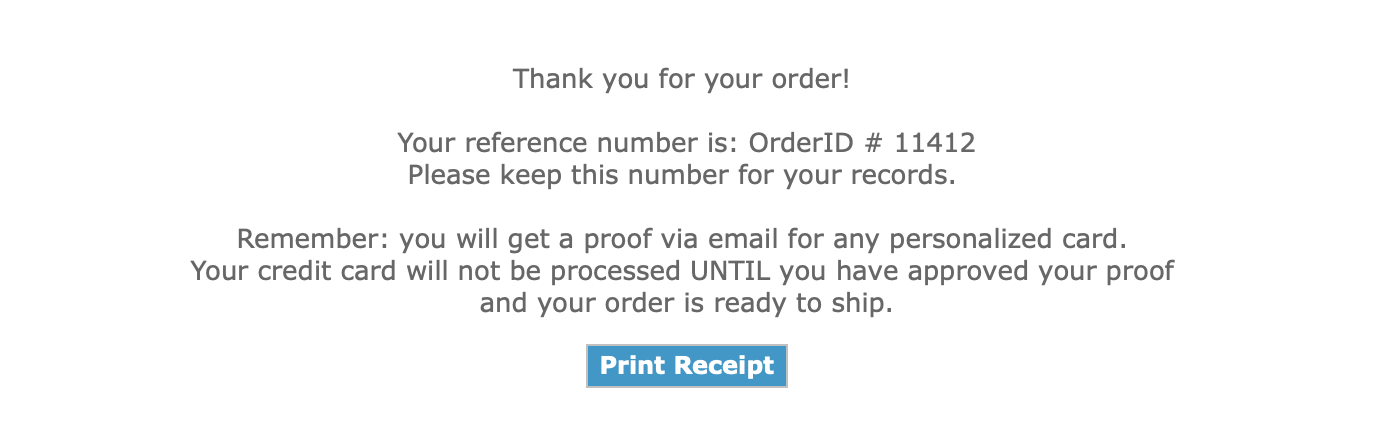 Thank you for your order!
Your reference number is: OrderID # 11412
Please keep this number for your records.
Remember: you will get a proof via email for any personalized card.
Your credit card will not be processed UNTIL you have approved your proof
and your order is ready to ship.
Print Receipt